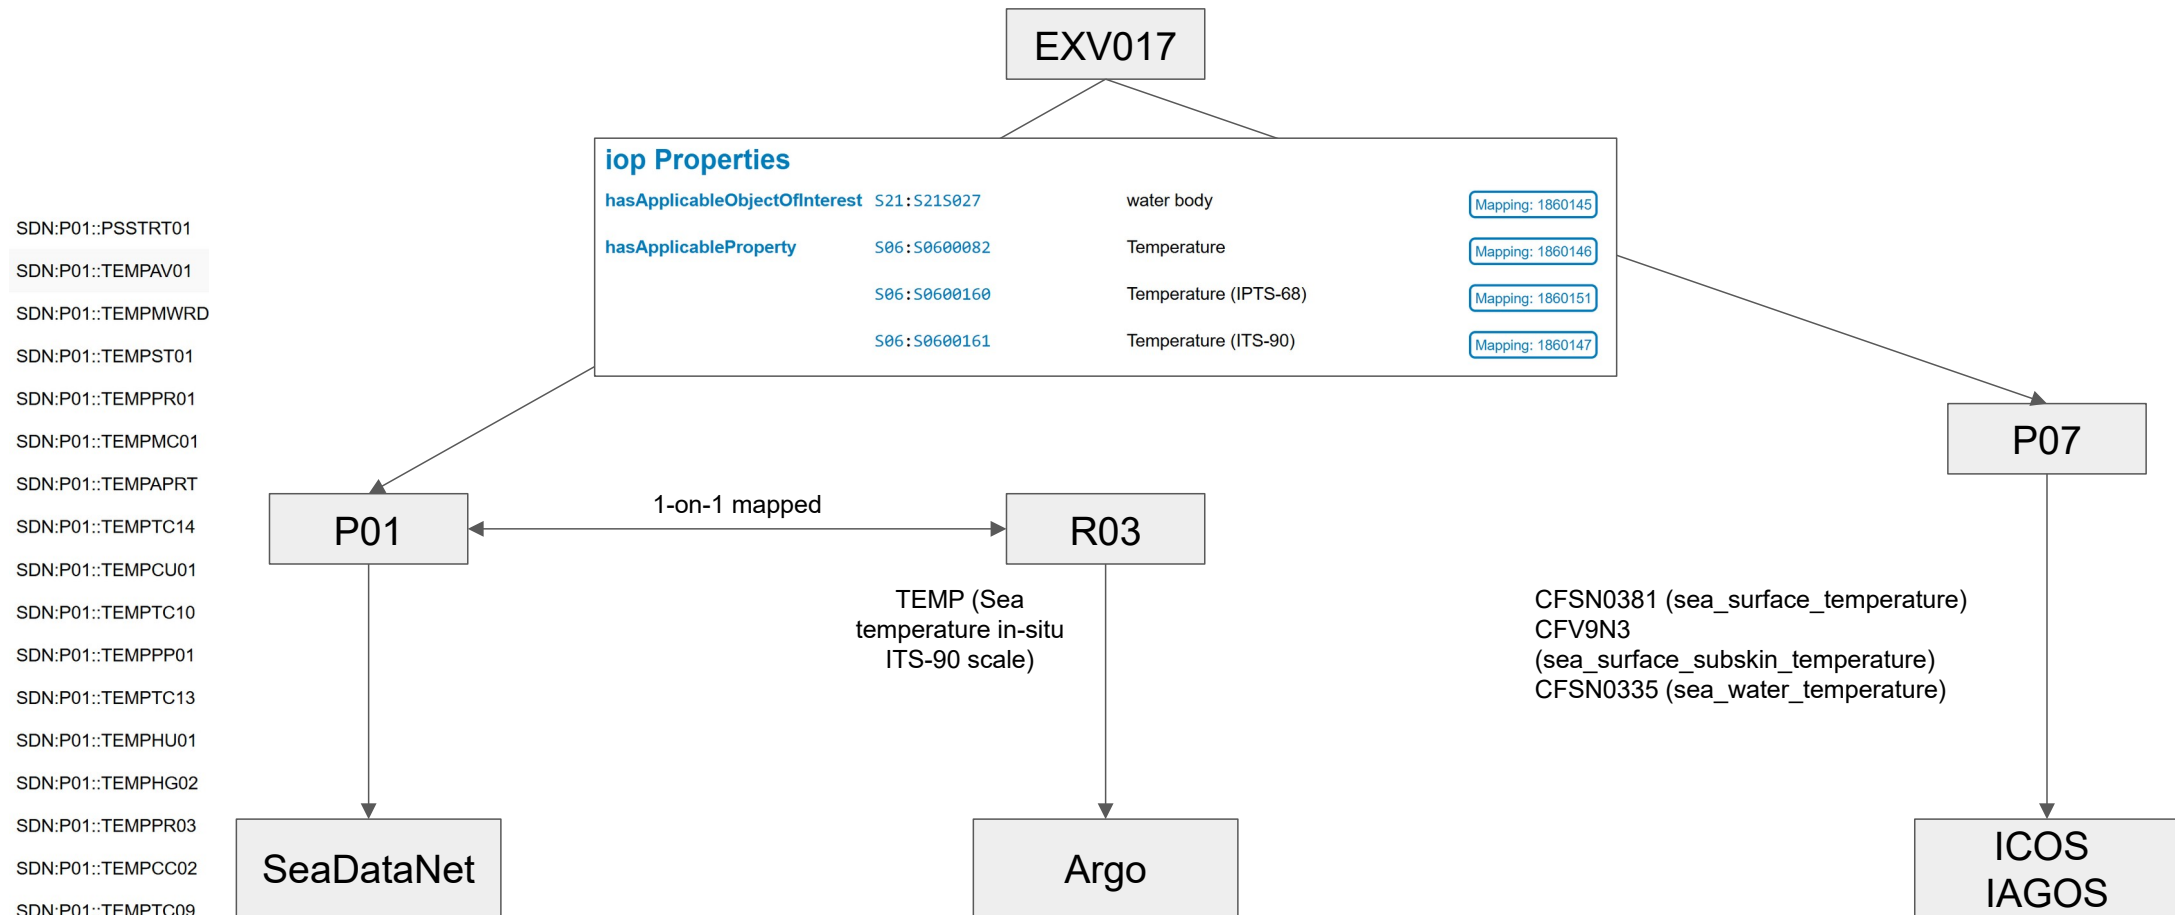 EXV017
iop Properties
hasApplicableObjectOfInterest S21:S21S027 water body Mapping: 1860145
hasApplicableProperty S06:S0600082 Temperature Mapping: 1860146
S06:S0600160 Temperature (IPTS-68) Mapping: 1860151
S06:S0600161 Temperature (ITS-90) Mapping: 1860147
SDN:P01::PSSTRT01
SDN:P01::TEMPAV01
SDN:P01::TEMPMWRD
SDN:P01::TEMPST01
SDN:P01::TEMPPR01
SDN:P01::TEMPMC01
SDN:P01::TEMPAPRT
SDN:P01::TEMPTC14
SDN:P01::TEMPCU01
SDN:P01::TEMPTC10
SDN:P01::TEMPPP01
SDN:P01::TEMPTC13
SDN:P01::TEMPHU01
SDN:P01::TEMPHG02
SDN:P01::TEMPPR03
SDN:P01::TEMPCC02
SDN:P01::TEMPTC09
P01
1-on-1 mapped
R03
P07
TEMP (Sea
temperature in-situ
ITS-90 scale)
CFSN0381 (sea_surface_temperature)
CFV9N3
(sea_surface_subskin_temperature)
CFSN0335 (sea_water_temperature)
SeaDataNet
Argo
ICOS
IAGOS